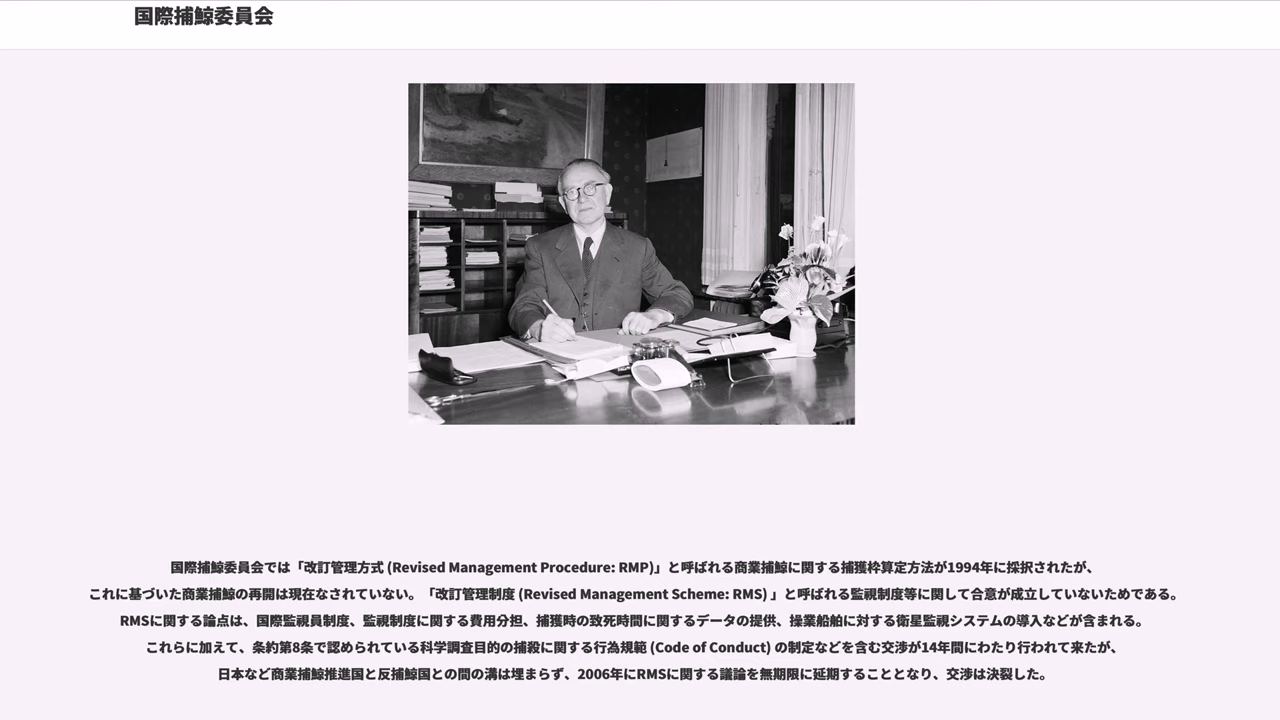 国際捕鯨委員会
国際捕鯨委員会では「改訂管理方式 (Revised Management Procedure: RMP)」と呼ばれる商業捕鯨に関する捕獲枠算定方法が1994年に採択されたが、
これに基づいた商業捕鯨の再開は現在なされていない。「改訂管理制度 (Revised Management Scheme: RMS) 」と呼ばれる監視制度等に関して合意が成立していないためである。
RMSに関する論点は、国際監視員制度、監視制度に関する費用分担、捕獲時の致死時間に関するデータの提供、操業船舶に対する衛星監視システムの導入などが含まれる。
これらに加えて、条約第8条で認められている科学調査目的の捕殺に関する行為規範 (Code of Conduct) の制定などを含む交渉が14年間にわたり行われて来たが、
日本など商業捕鯨推進国と反捕鯨国との間の溝は埋まらず、2006年にRMSに関する議論を無期限に延期することとなり、交渉は決裂した。